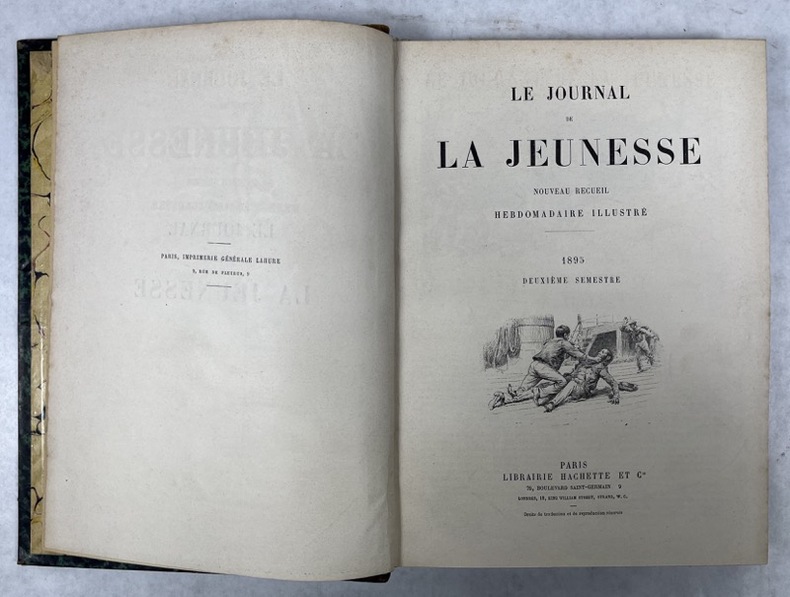 PARIS, IMPRIMERIE GÉNÉRALE LAHURE
9, RUE DE FLEURUS, 9
LE JOURNAL
DE
LA JEUNESSE
NOUVEAU RECUEIL
HEBDOMADAIRE ILLUSTRÉ
1895
DEUXIÈME SEMESTRE
PARIS
LIBRAIRIE HACHETTE ET Cie
79, BOULEVARD SAINT-GERMAIN 9
LONDRES, 18, KING WILLIAM STREET, STRAND, W. C.
Droits de traduction et de reproduction réservés